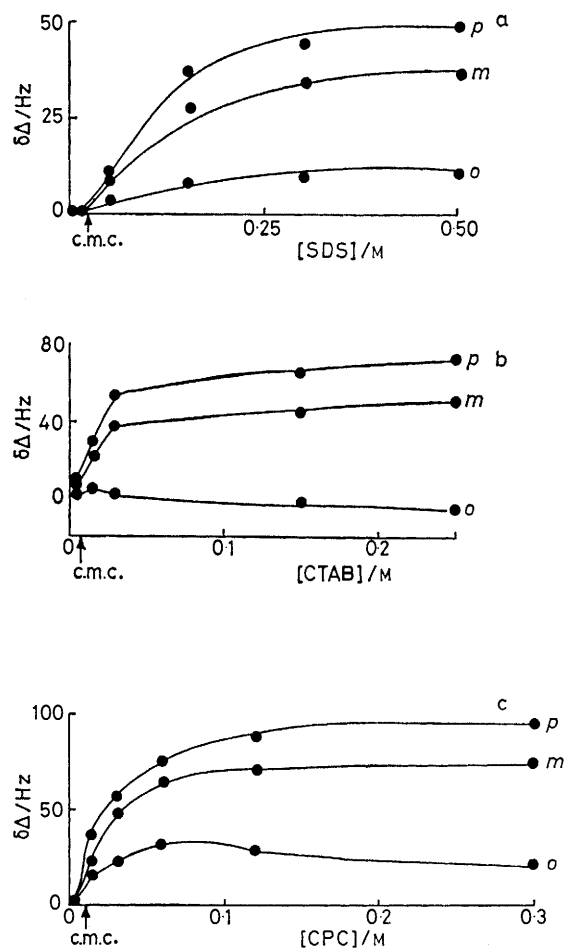 50
a
p
δΔ/Hz
m
25
o
0
c.m.c.
0·25
0·50
[SDS]/M
80
p
b
δΔ/Hz
m
40
0
o
0
0·1
0·2
c.m.c.
[CTAB]/M
100
c
p
δΔ/Hz
m
50
o
0
0
0·1
0·2
0·3
c.m.c.
[CPC]/M